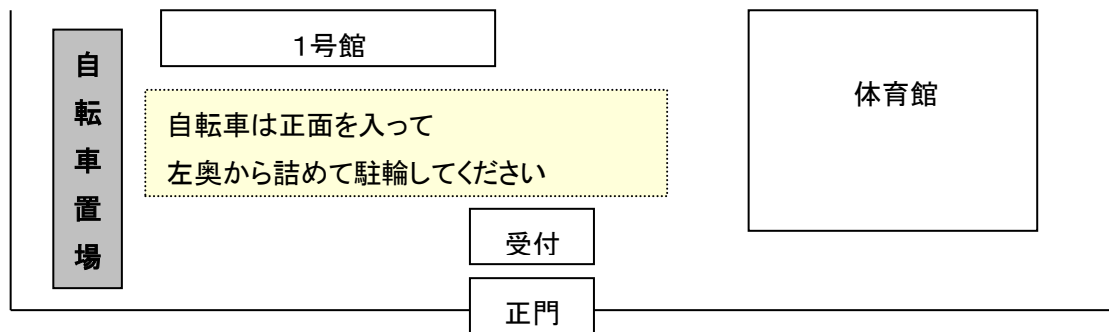 1号館
体育館
自転車置場
自転車は正面を入って
左奥から詰めて駐輪してください
受付
正門